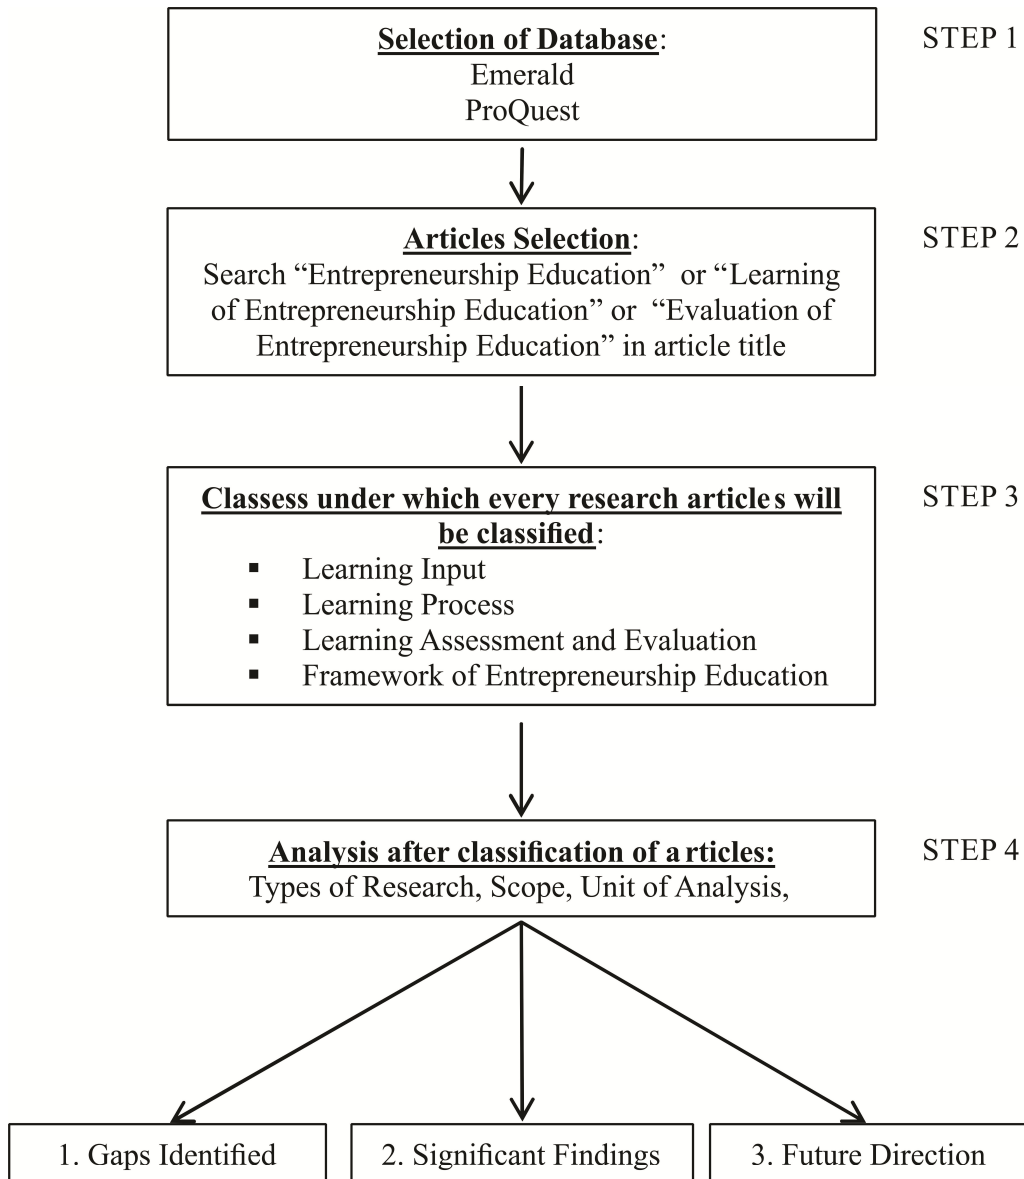 Selection of Database:
Emerald
ProQuest
STEP 1
Articles Selection:
Search “Entrepreneurship Education” or “Learning
of Entrepreneurship Education” or “Evaluation of
Entrepreneurship Education” in article title
STEP 2
Classess under which every research articles will
be classified:
▪ Learning Input
▪ Learning Process
▪ Learning Assessment and Evaluation
▪ Framework of Entrepreneurship Education
STEP 3
Analysis after classification of articles:
Types of Research, Scope, Unit of Analysis,
STEP 4
1. Gaps Identified
2. Significant Findings
3. Future Direction